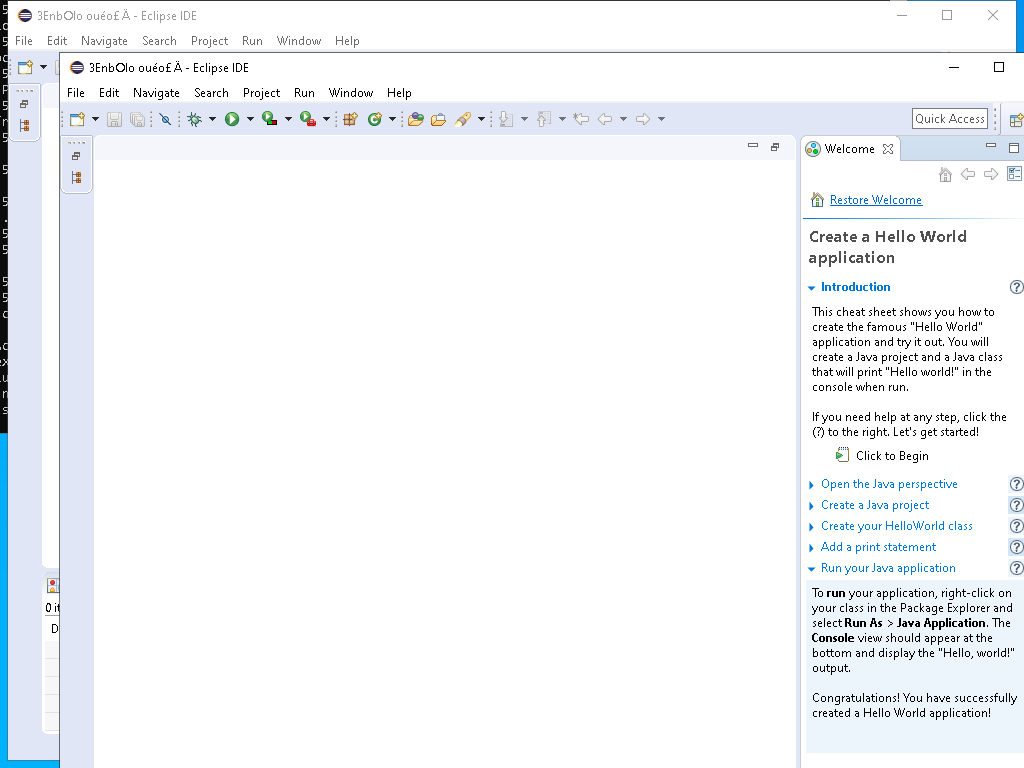 3EnbOlo ouéo£ Ä - Eclipse IDE
File Edit Navigate Search Project Run Window Help
3EnbOlo ouéo£ Ä - Eclipse IDE
File Edit Navigate Search Project Run Window Help
Quick Access
Welcome
Restore Welcome
Create a Hello World
application
Introduction
This cheat sheet shows you how to
create the famous "Hello World"
application and try it out. You will
create a Java project and a Java class
that will print "Hello world!" in the
console when run.
If you need help at any step, click the
(?) to the right. Let's get started!
Click to Begin
Open the Java perspective
Create a Java project
Create your HelloWorld class
Add a print statement
Run your Java application
To run your application, right-click on
your class in the Package Explorer and
select Run As > Java Application. The
Console view should appear at the
bottom and display the "Hello, world!"
output.
Congratulations! You have successfully
created a Hello World application!
0 it
D